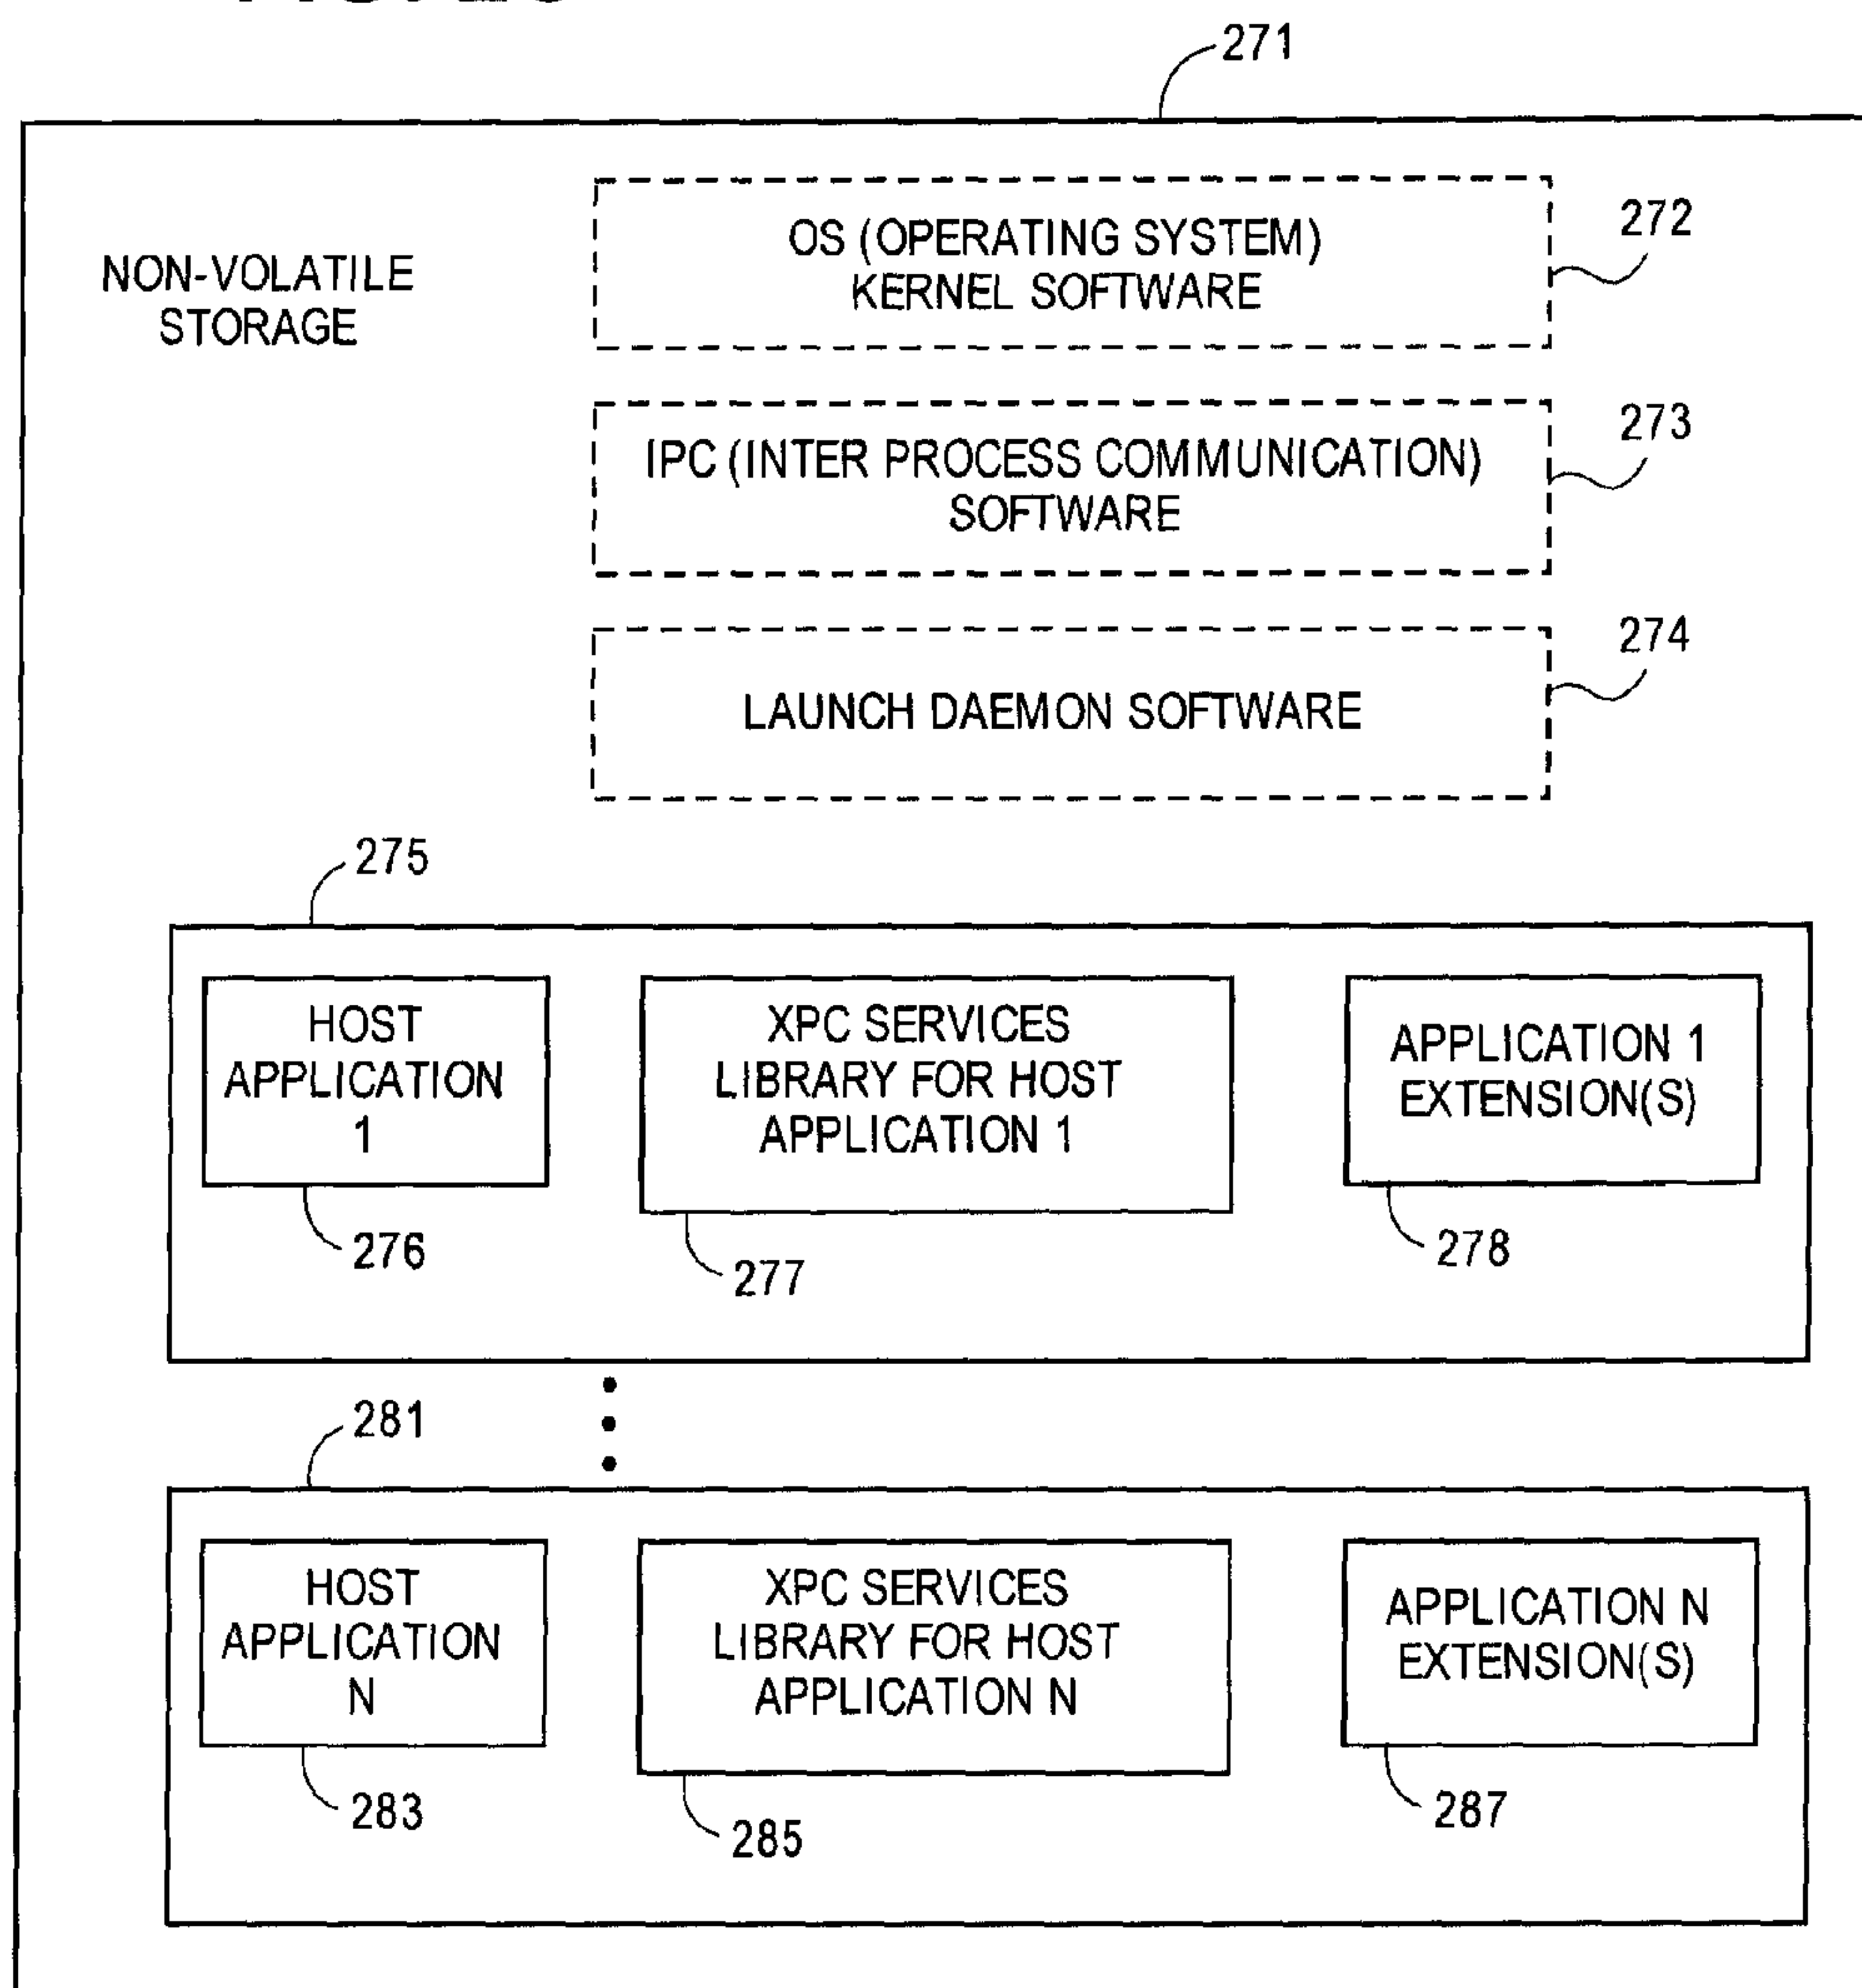 271
NON-VOLATILE
STORAGE
OS (OPERATING SYSTEM)
KERNEL SOFTWARE
272
IPC (INTER PROCESS COMMUNICATION)
SOFTWARE
273
LAUNCH DAEMON SOFTWARE
274
275
HOST
APPLICATION
1
276
XPC SERVICES
LIBRARY FOR HOST
APPLICATION 1
277
APPLICATION 1
EXTENSION(S)
278
281
HOST
APPLICATION
N
283
XPC SERVICES
LIBRARY FOR HOST
APPLICATION N
285
APPLICATION N
EXTENSION(S)
287